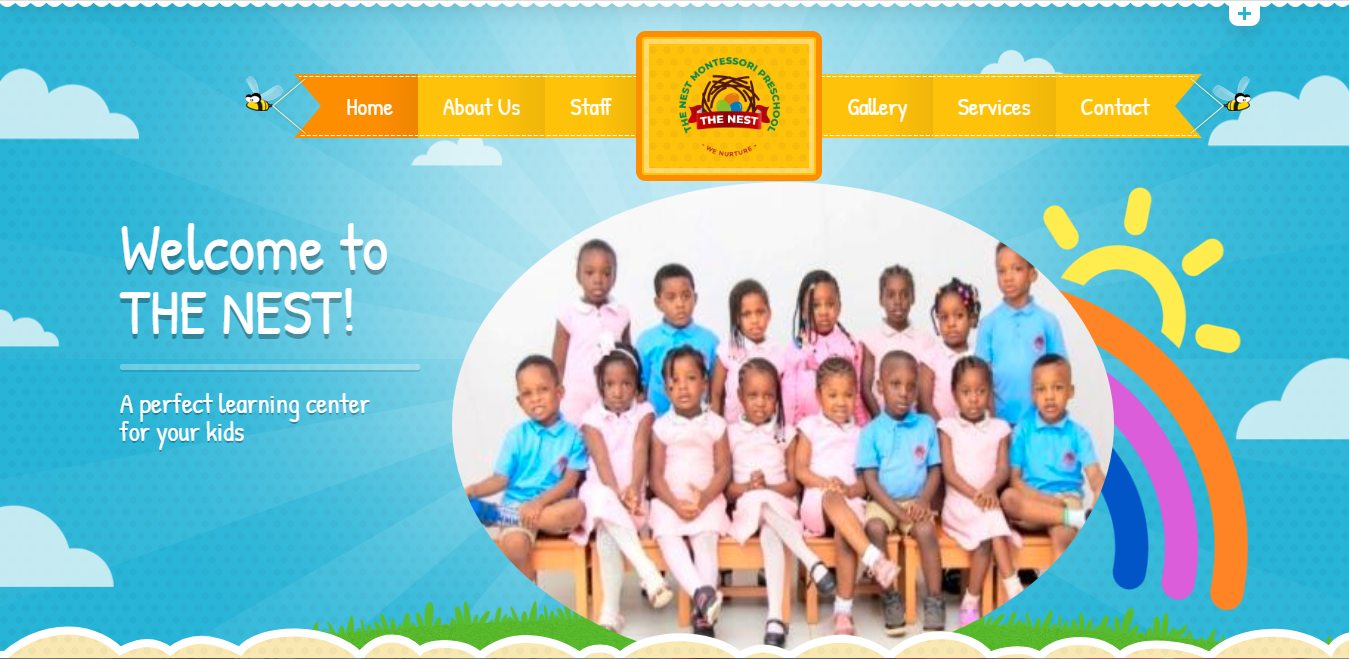 Home
About Us
Staff
THE NEST MONTESSORI PRESCHOOL
THE NEST
- WE NURTURE -
Gallery
Services
Contact
Welcome to
THE NEST!
A perfect learning center
for your kids